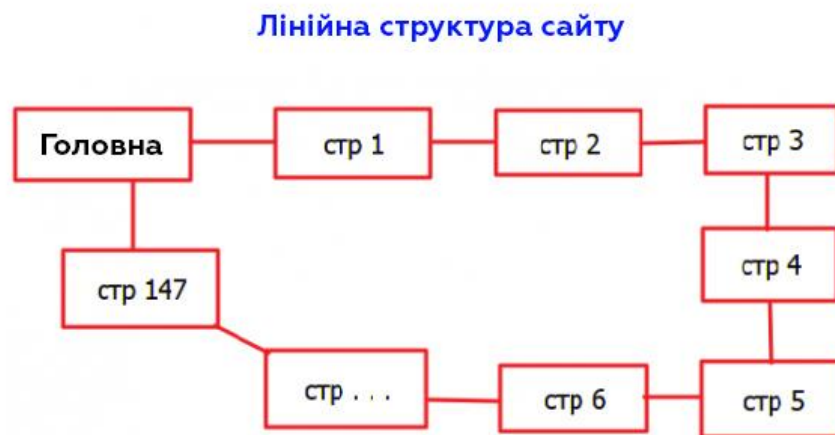 Лінійна структура сайту
Головна
стр 1
стр 2
стр 3
стр 4
стр 5
стр 6
стр . . .
стр 147